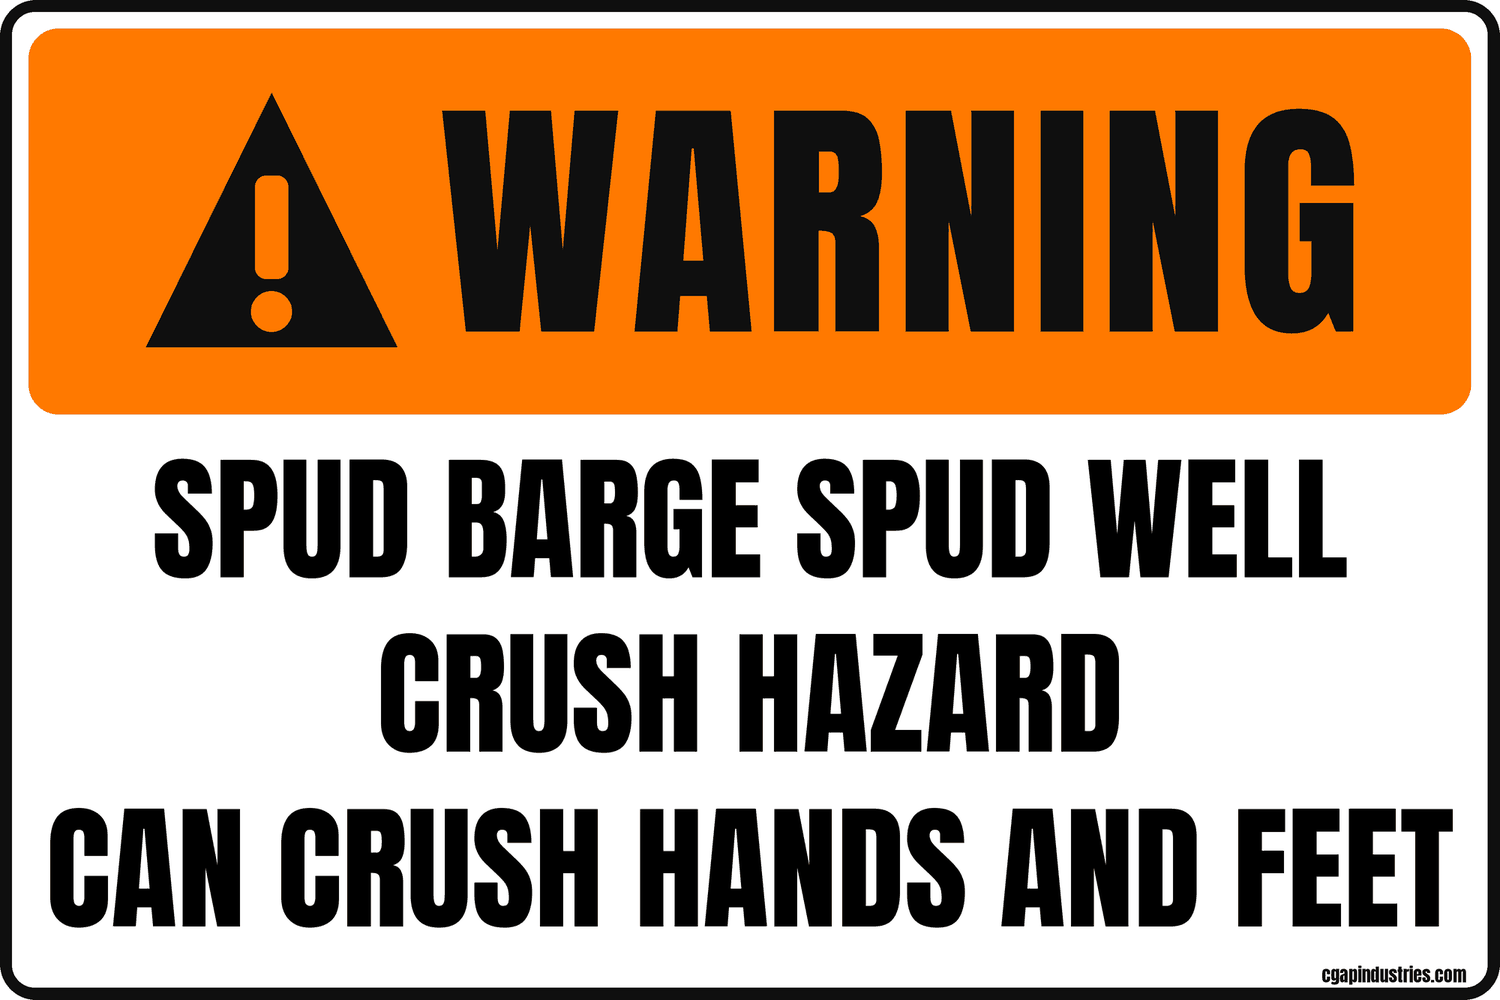 WARNING
SPUD BARGE SPUD WELL
CRUSH HAZARD
CAN CRUSH HANDS AND FEET
cgapindustries.com